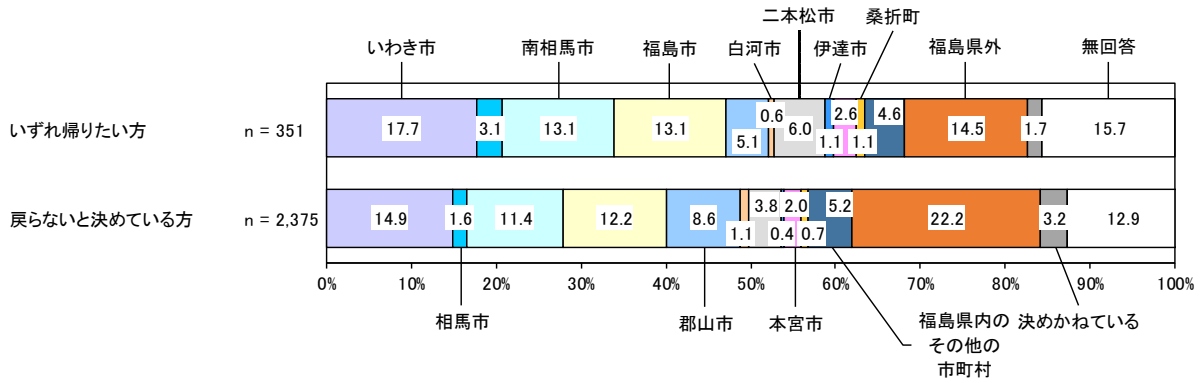 二本松市
桑折町
いわき市
南相馬市
福島市
白河市
伊達市
福島県外
無回答
いずれ帰りたい方
n = 351
17.7
3.1
13.1
13.1
5.1
0.6
6.0
1.1
2.6
1.1
4.6
14.5
1.7
15.7
戻らないと決めている方
n = 2,375
14.9
1.6
11.4
12.2
8.6
1.1
3.8
0.4
2.0
0.7
5.2
22.2
3.2
12.9
0%
10%
20%
30%
40%
50%
60%
70%
80%
90%
100%
相馬市
郡山市
本宮市
福島県内の
その他の
市町村
決めかねている